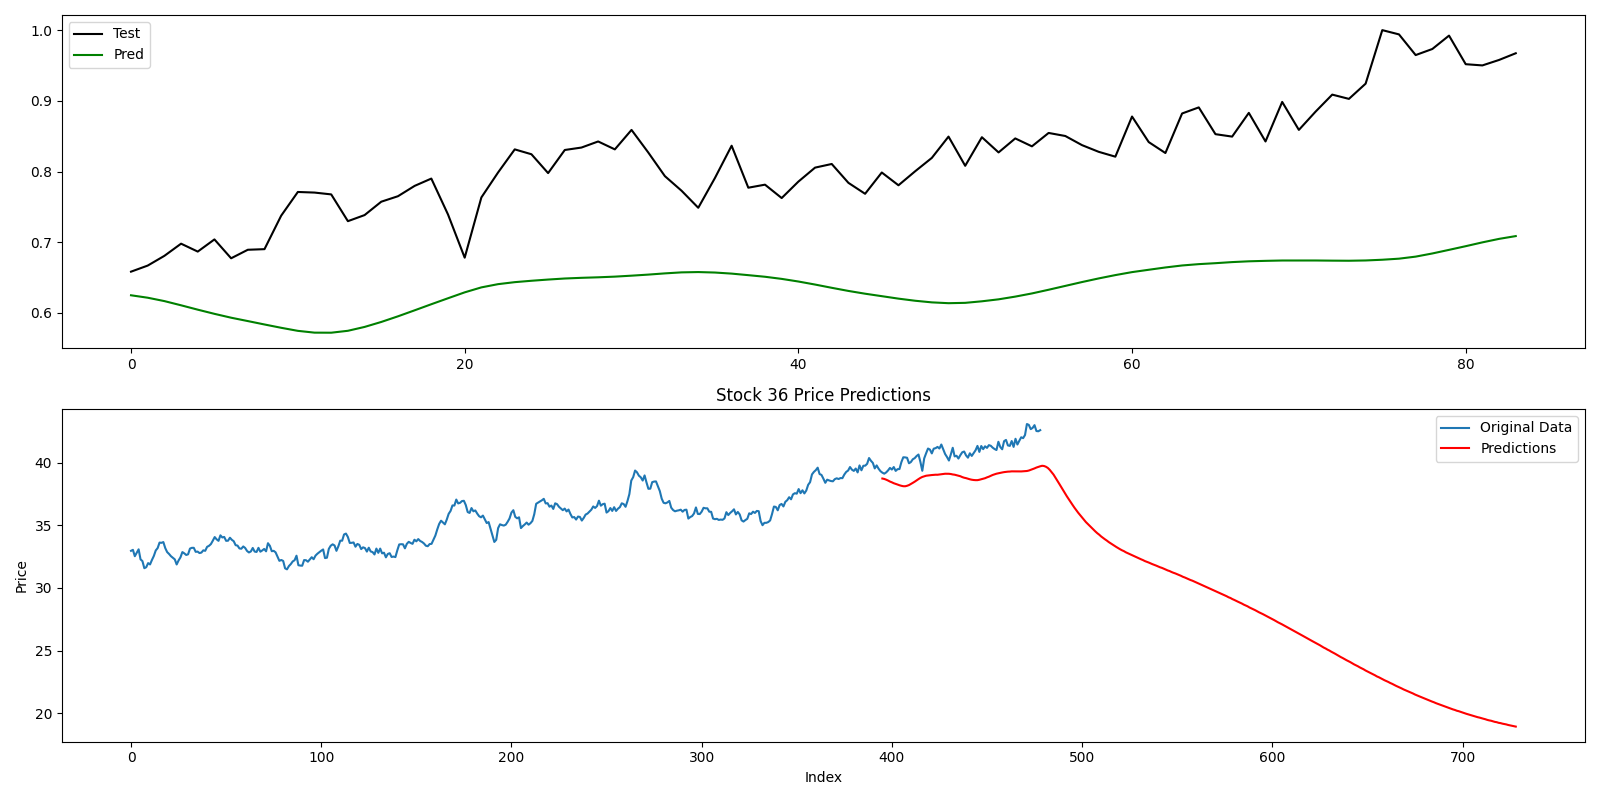 1.0
0.9
0.8
0.7
0.6
Test
Pred
0 20 40 60 80
Stock 36 Price Predictions
Price
40
35
30
25
20
Original Data
Predictions
0 100 200 300 400 500 600 700
Index